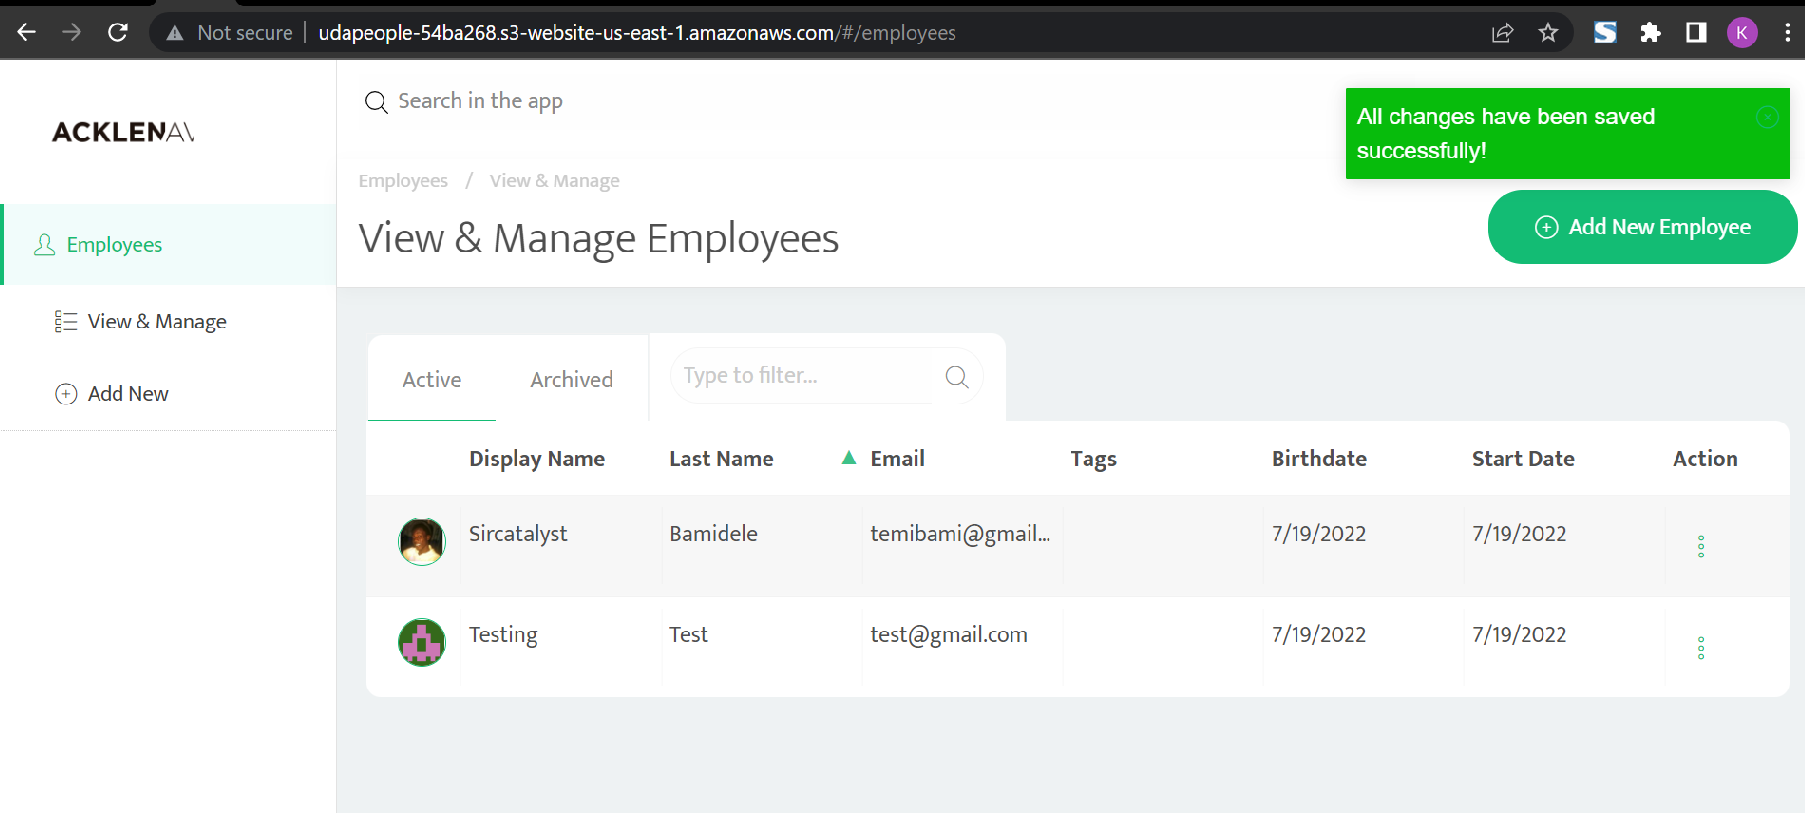 Not secure | udapeople-54ba268.s3-website-us-east-1.amazonaws.com/#/employees
K
ACKLENAV
Search in the app
All changes have been saved
successfully!
Employees / View & Manage
View & Manage Employees
Add New Employee
Employees
View & Manage
Add New
Active Archived Type to filter...
Display Name Last Name Email Tags Birthdate Start Date Action
Sircatalyst Bamidele temibami@gmail... 7/19/2022 7/19/2022
Testing Test test@gmail.com 7/19/2022 7/19/2022